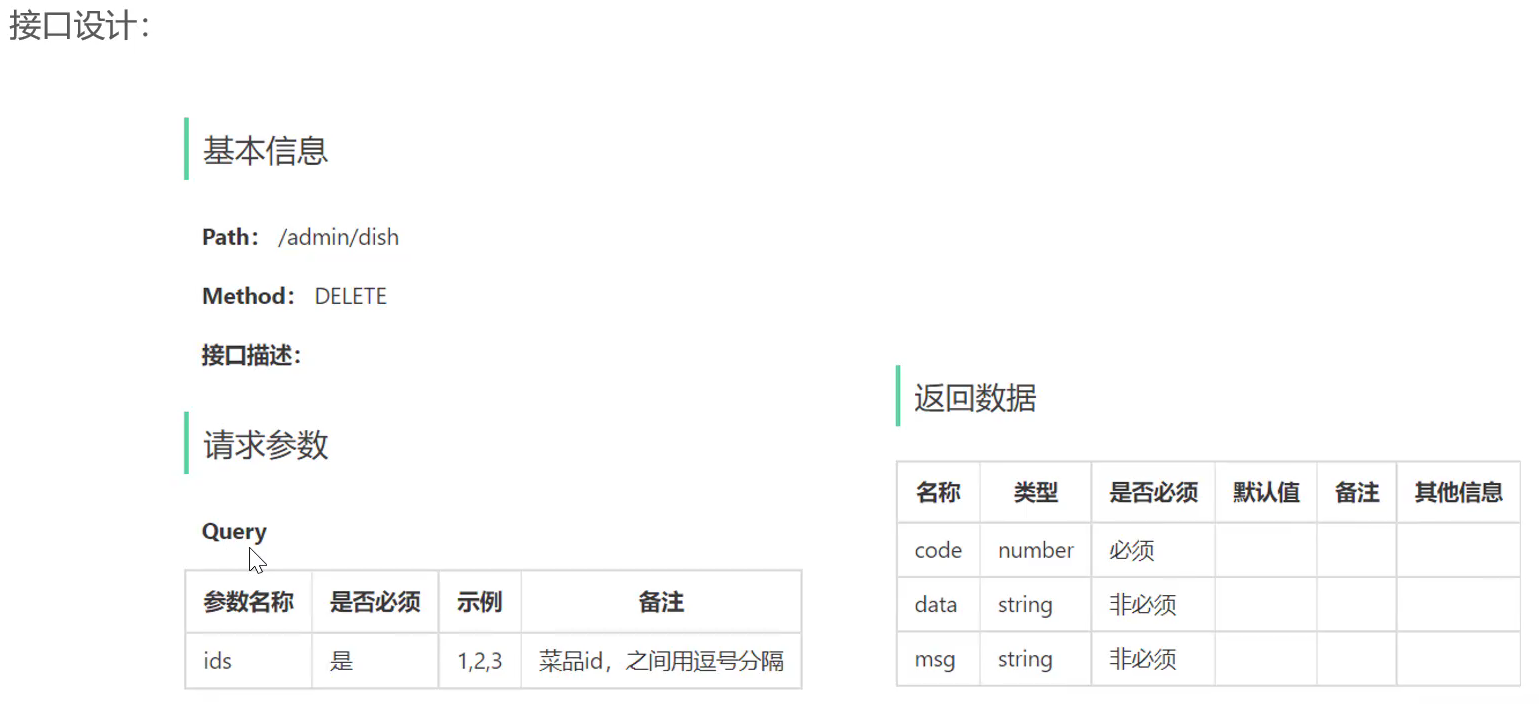 接口设计：
基本信息
Path： /admin/dish
Method： DELETE
接口描述：
请求参数
Query
参数名称 是否必须 示例 备注
ids 是 1,2,3 菜品id，之间用逗号分隔
返回数据
名称 类型 是否必须 默认值 备注 其他信息
code number 必须
data string 非必须
msg string 非必须